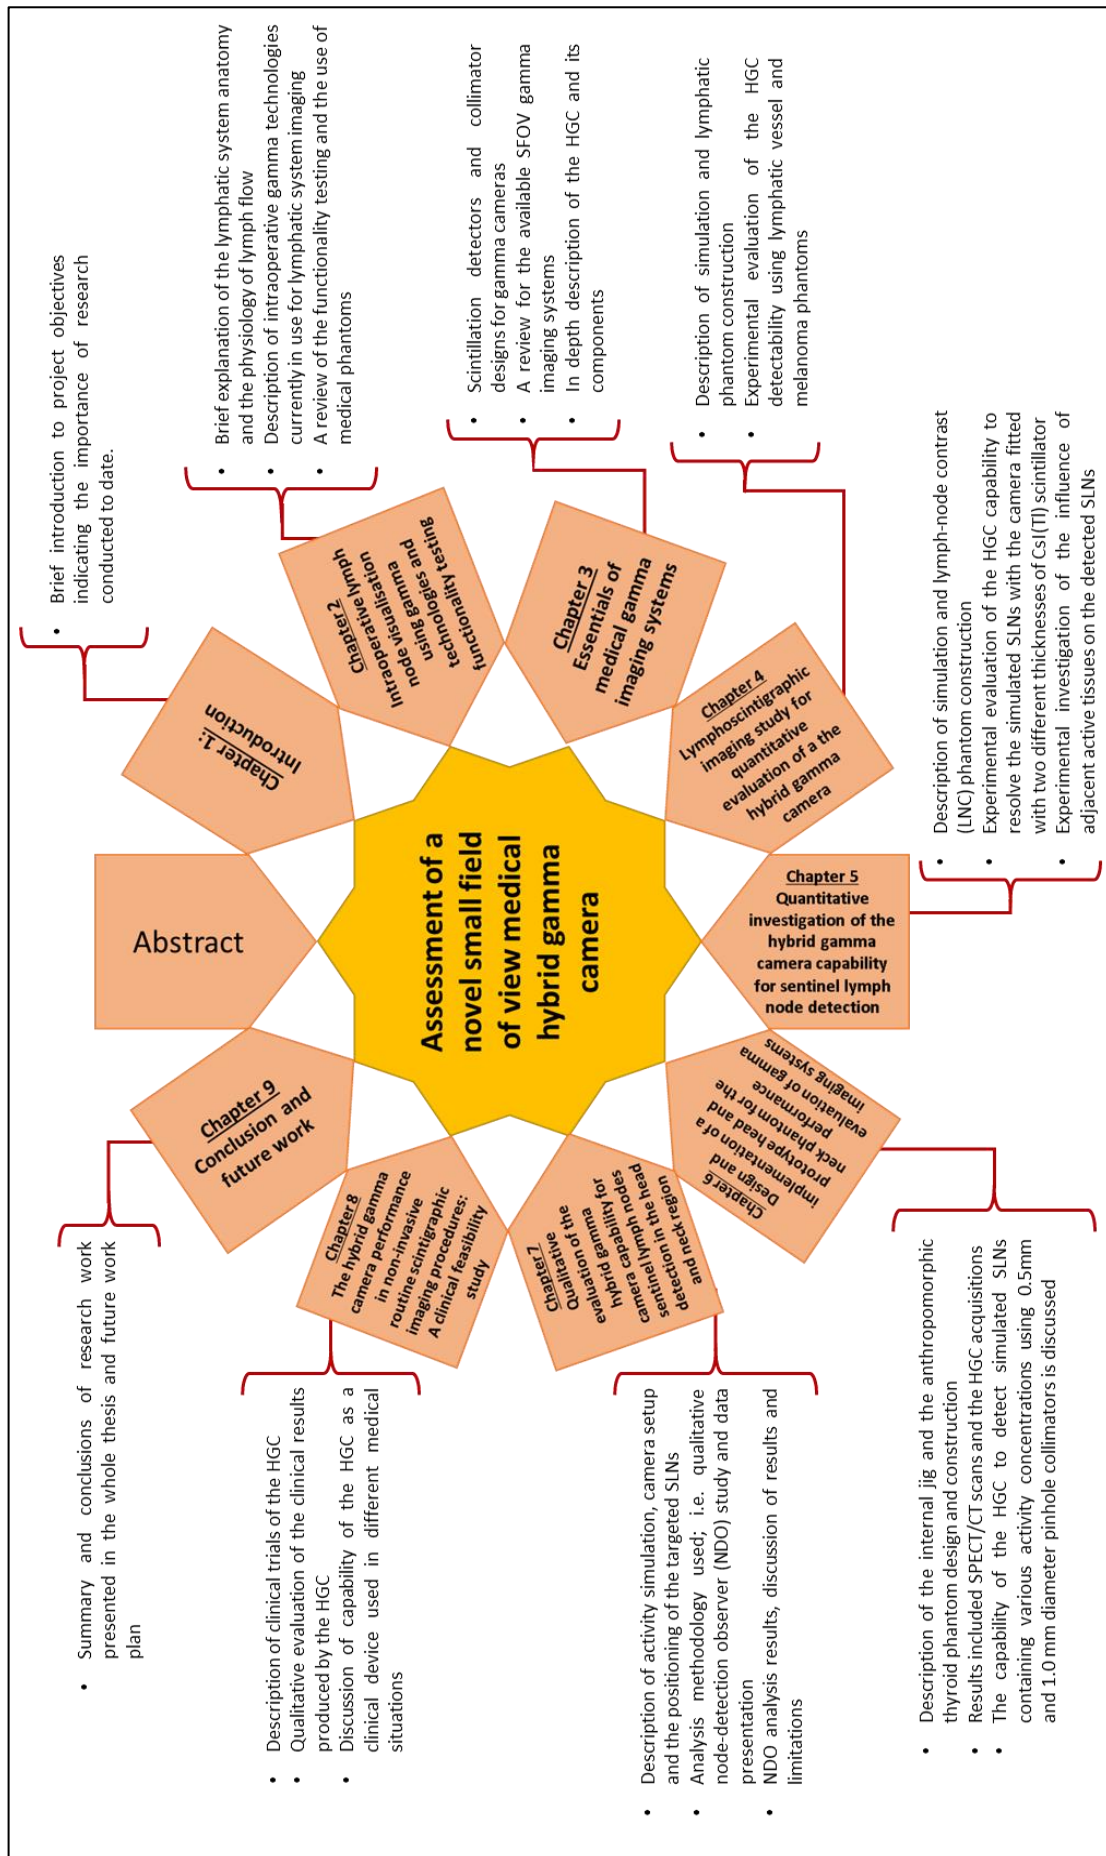 Assessment of a
novel small field
of view medical
hybrid gamma
camera
Abstract
Chapter 1:
Introduction
• Brief introduction to project objectives
indicating the importance of research
conducted to date.
Chapter 2
Intraoperative lymph
node visualisation
using gamma
technologies and
functionality testing
• Brief explanation of the lymphatic system anatomy
and the physiology of lymph flow
• Description of intraoperative gamma technologies
currently in use for lymphatic system imaging
• A review of the functionality testing and the use of
medical phantoms
Chapter 3
Essentials of
medical gamma
imaging systems
• Scintillation detectors and collimator
designs for gamma cameras
• A review for the available SFOV gamma
imaging systems
• In depth description of the HGC and its
components
Chapter 4
Lymphoscintigraphic
imaging study for
quantitative
evaluation of a the
hybrid gamma
camera
• Description of simulation and lymphatic
phantom construction
• Experimental evaluation of the HGC
detectability using lymphatic vessel and
melanoma phantoms
Chapter 5
Quantitative
investigation of the
hybrid gamma
camera capability
for sentinel lymph
node detection
• Description of simulation and lymph-node contrast
(LNC) phantom construction
• Experimental evaluation of the HGC capability to
resolve the simulated SLNs with the camera fitted
with two different thicknesses of CsI(Tl) scintillator
• Experimental investigation of the influence of
adjacent active tissues on the detected SLNs
Chapter 6
Design and
implementation of a
prototype head and
neck phantom for the
performance
evaluation of gamma
imaging systems
• Description of the internal jig and the anthropomorphic
thyroid phantom design and construction
• Results included SPECT/CT scans and the HGC acquisitions
• The capability of the HGC to detect simulated SLNs
containing various activity concentrations using 0.5mm
and 1.0 mm diameter pinhole collimators is discussed
Chapter 7
Qualitative
evaluation of the
hybrid gamma
camera capability for
sentinel lymph nodes
detection in the head
and neck region
• Description of activity simulation, camera setup
and the positioning of the targeted SLNs
• Analysis methodology used; i.e. qualitative
node-detection observer (NDO) study and data
presentation
• NDO analysis results, discussion of results and
limitations
Chapter 8
The hybrid gamma
camera performance
in non-invasive
routine scintigraphic
imaging procedures:
A clinical feasibility
study
• Description of clinical trials of the HGC
• Qualitative evaluation of the clinical results
produced by the HGC
• Discussion of capability of the HGC as a
clinical device used in different medical
situations
Chapter 9
Conclusion and
future work
• Summary and conclusions of research work
presented in the whole thesis and future work
plan